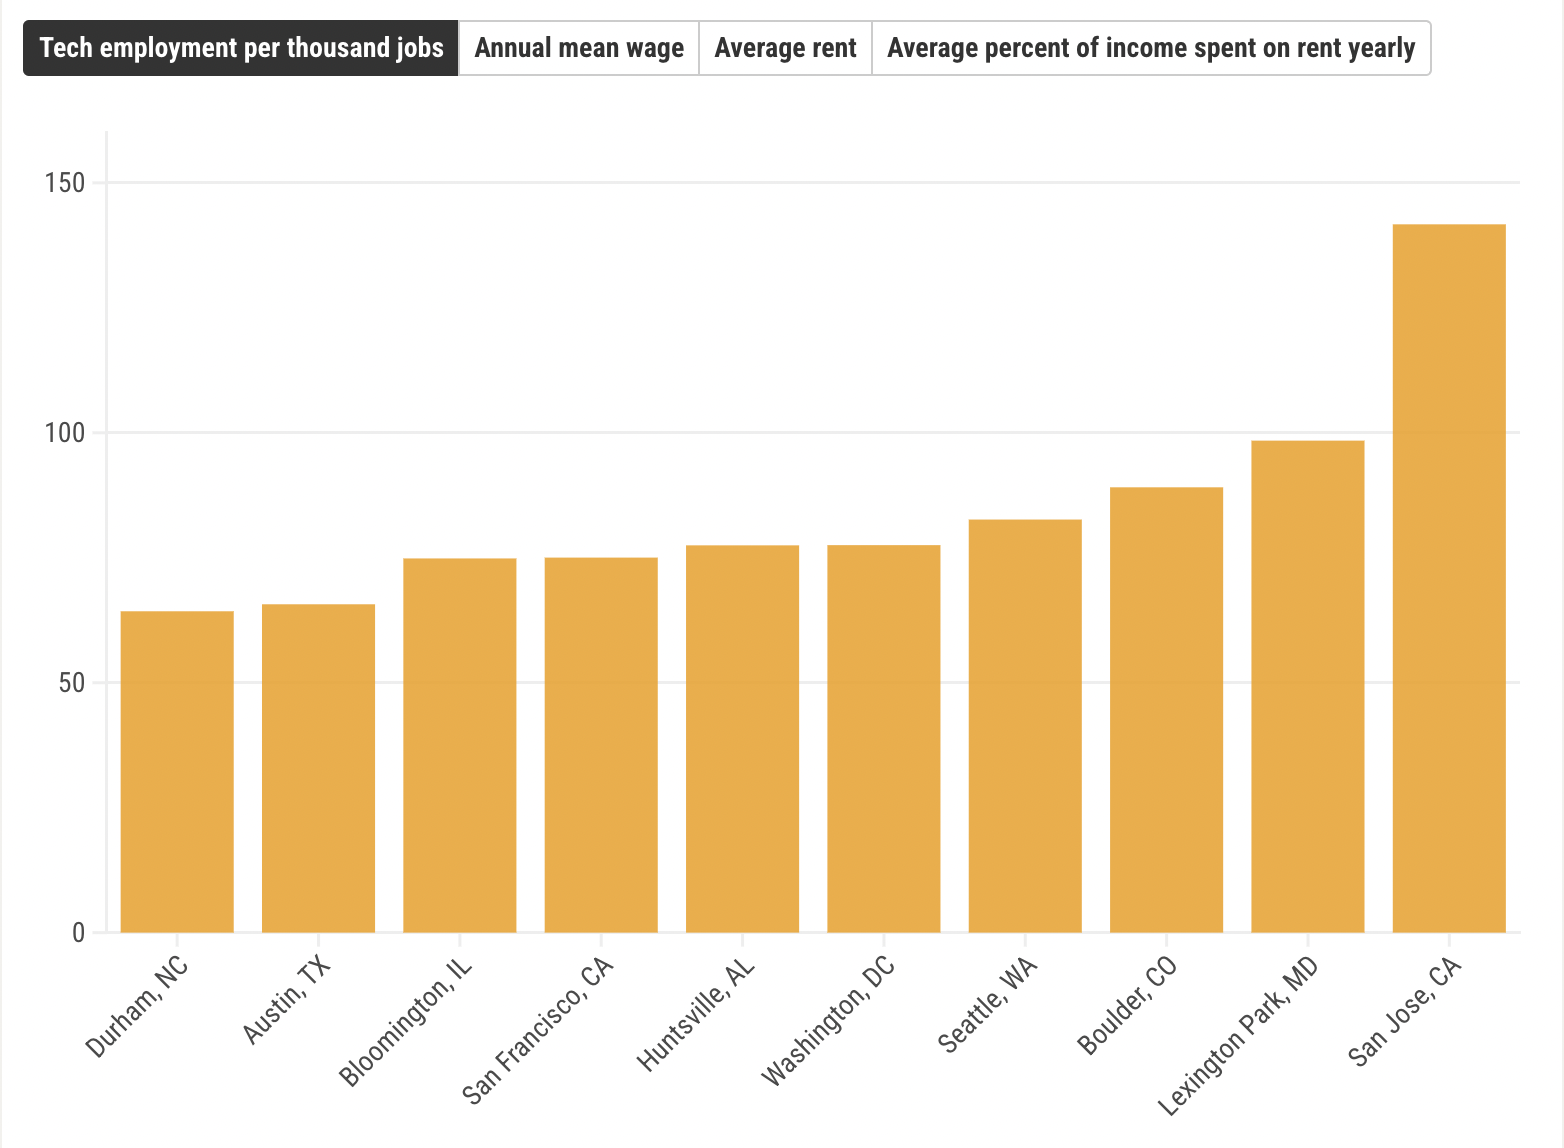 Tech employment per thousand jobs
Annual mean wage
Average rent
Average percent of income spent on rent yearly
150
100
50
0
Durham, NC
Austin, TX
Bloomington, IL
San Francisco, CA
Huntsville, AL
Washington, DC
Seattle, WA
Boulder, CO
Lexington Park, MD
San Jose, CA